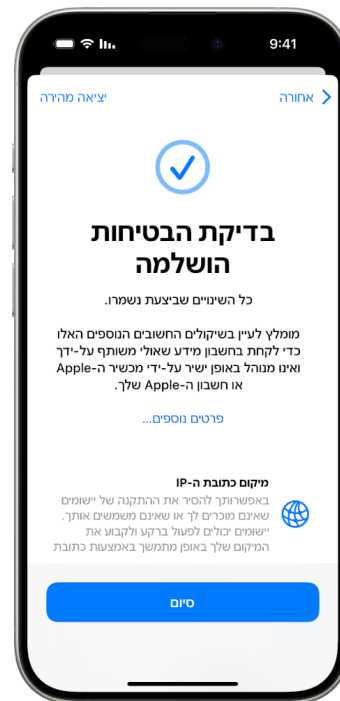 9:41
אחורה
יציאה מהירה
בדיקת הבטיחות
הושלמה
כל השינויים שביצעת נשמרו.
מומלץ לעיין בשיקולים החשובים הנוספים האלו
כדי לקחת בחשבון מידע שאולי משותף על-ידך
ואינו מנוהל באופן ישיר על-ידי מכשיר ה-Apple
או חשבון ה-Apple שלך.
פרטים נוספים...
מיקום כתובת ה-IP
באפשרותך להסיר את ההתקנה של יישומים
שאינם מוכרים לך או שאינם משמשים אותך.
יישומים יכולים לפעול ברקע ולקבוע את
המיקום שלך באופן מתמשך באמצעות כתובת
סיום